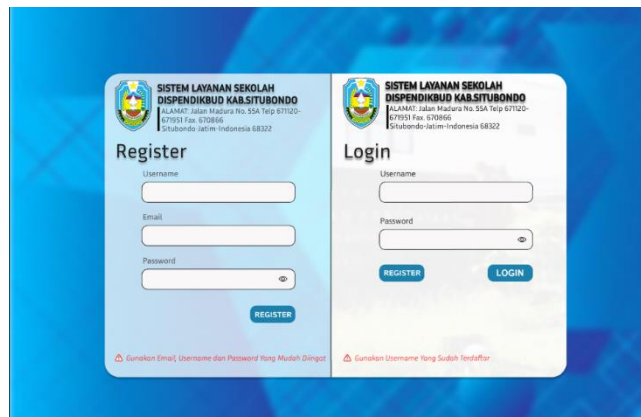 SISTEM LAYANAN SEKOLAH
DISPENDIKBUD KAB.SITUBONDO
ALAMAT: Jalan Madura No. 55A Telp 671120-
671951 Fax. 670866
Situbondo-Jatim-Indonesia 68322
Register
Username
Email
Password
REGISTER
Gunakan Email, Username dan Password Yang Mudah Diingat
SISTEM LAYANAN SEKOLAH
DISPENDIKBUD KAB.SITUBONDO
ALAMAT: Jalan Madura No. 55A Telp 671120-
671951 Fax. 670866
Situbondo-Jatim-Indonesia 68322
Login
Username
Password
REGISTER
LOGIN
Gunakan Username Yang Sudah Terdaftar